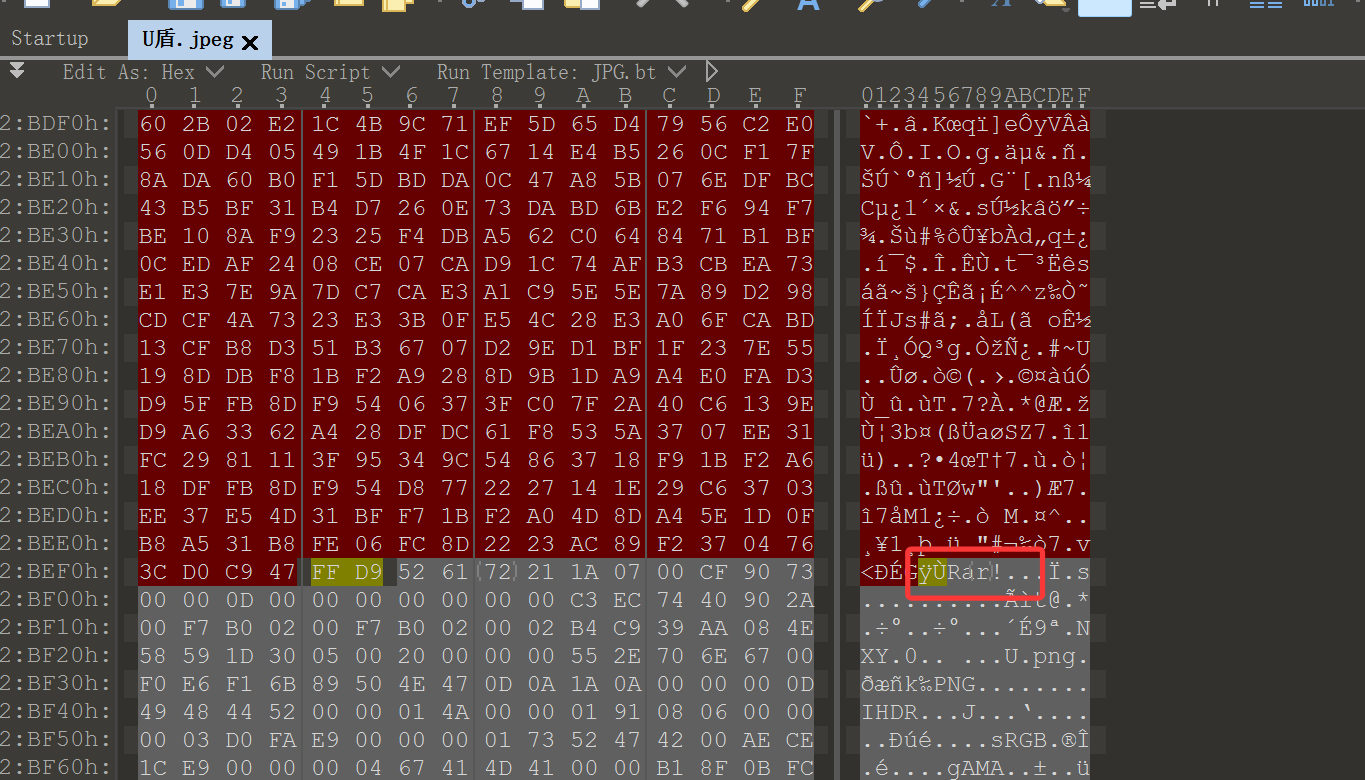 Startup
U盾.jpeg
Edit As: Hex Run Script Run Template: JPG.bt
0 1 2 3 4 5 6 7 8 9 A B C D E F 0123456789ABCDEF
2:BDF0h: 60 2B 02 E2 1C 4B 9C 71 EF 5D 65 D4 79 56 C2 E0 `+.â.Kœqï]eÔyVÂà
2:BE00h: 56 0D D4 05 49 1B 4F 1C 67 14 E4 B5 26 0C F1 7F V.Ô.I.O.g.äµ&.ñ.
2:BE10h: 8A DA 60 B0 F1 5D BD DA 0C 47 A8 5B 07 6E DF BC ŠÚ`°ñ]½Ú.G¨[.nß¼
2:BE20h: 43 B5 BF 31 B4 D7 26 0E 73 DA BD 6B E2 F6 94 F7 Cµ¿1´×&.sÚ½kâö”÷
2:BE30h: BE 10 8A F9 23 25 F4 DB A5 62 C0 64 84 71 B1 BF ¾.Šù#%ôÛ¥bÀd„q±¿
2:BE40h: 0C ED AF 24 08 CE 07 CA D9 1C 74 AF B3 CB EA 73 .í¯$.Î.ÊÙ.t¯³Ëês
2:BE50h: E1 E3 7E 9A 7D C7 CA E3 A1 C9 5E 5E 7A 89 D2 98 áã~š}ÇÊã¡É^^z‰Ò˜
2:BE60h: CD CF 4A 73 23 E3 3B 0F E5 4C 28 E3 A0 6F CA BD ÍÏJs#ã;.åL(ã oÊ½
2:BE70h: 13 CF B8 D3 51 B3 67 07 D2 9E D1 BF 1F 23 7E 55 .Ï¸ÓQ³g.ÒžÑ¿.#~U
2:BE80h: 19 8D DB F8 1B F2 A9 28 8D 9B 1D A9 A4 E0 FA D3 ..Ûø.ò©(.›.©¤àúÓ
2:BE90h: D9 5F FB 8D F9 54 06 37 3F C0 7F 2A 40 C6 13 9E Ù_û.ùT.7?À.*@Æ.ž
2:BEA0h: D9 A6 33 62 A4 28 DF DC 61 F8 53 5A 37 07 EE 31 Ù¦3b¤(ßÜaøSZ7.î1
2:BEB0h: FC 29 81 11 3F 95 34 9C 54 86 37 18 F9 1B F2 A6 ü)..?•4œT†7.ù.ò¦
2:BEC0h: 18 DF FB 8D F9 54 D8 77 22 27 14 1E 29 C6 37 03 .ßû.ùTØw"'..)Æ7.
2:BED0h: EE 37 E5 4D 31 BF F7 1B F2 A0 4D 8D A4 5E 1D 0F î7åM1¿÷.ò M.¤^..
2:BEE0h: B8 A5 31 B8 FE 06 FC 8D 22 23 AC 89 F2 37 04 76 ¸¥1¸þ.ü."#¬‰ò7.v
2:BEF0h: 3C D0 C9 47 FF D9 52 61 72 21 1A 07 00 CF 90 73 <ÐÉGÿÙRar!...Ï.s
2:BF00h: 00 00 0D 00 00 00 00 00 00 00 C3 EC 74 40 90 2A ..........Ãìt@.*
2:BF10h: 00 F7 B0 02 00 F7 B0 02 00 02 B4 C9 39 AA 08 4E .÷°..÷°...´É9ª.N
2:BF20h: 58 59 1D 30 05 00 20 00 00 00 55 2E 70 6E 67 00 XY.0.. ...U.png.
2:BF30h: F0 E6 F1 6B 89 50 4E 47 0D 0A 1A 0A 00 00 00 0D ðæñk‰PNG........
2:BF40h: 49 48 44 52 00 00 01 4A 00 00 01 91 08 06 00 00 IHDR...J...‘....
2:BF50h: 00 03 D0 FA E9 00 00 00 01 73 52 47 42 00 AE CE ..Ðúé....sRGB.®Î
2:BF60h: 1C E9 00 00 00 04 67 41 4D 41 00 00 B1 8F 0B FC .é....gAMA..±..ü